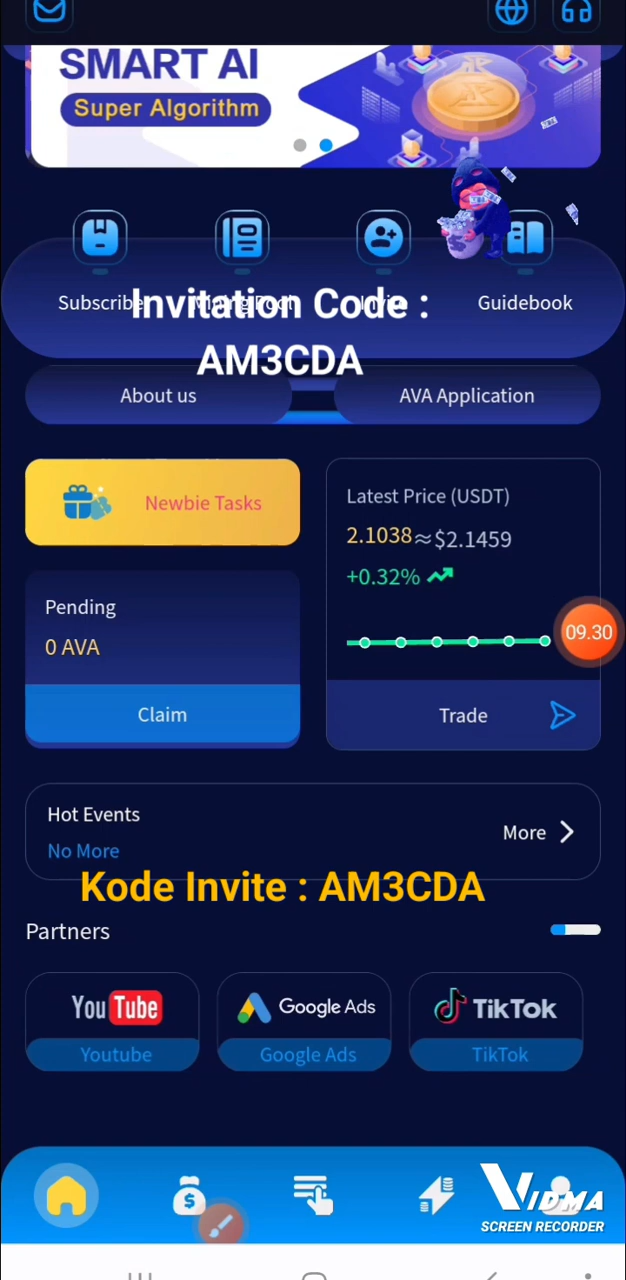 SMART AI
Super Algorithm
Subscribe
Invite
Guidebook
Invitation Code :
AM3CDA
About us
AVA Application
Newbie Tasks
Latest Price (USDT)
2.1038≈$2.1459
+0.32%
Pending
0 AVA
09.30
Claim
Trade
Hot Events
No More
More
Kode Invite : AM3CDA
Partners
YouTube
Google Ads
TikTok
Youtube
Google Ads
TikTok
VIDMA
SCREEN RECORDER